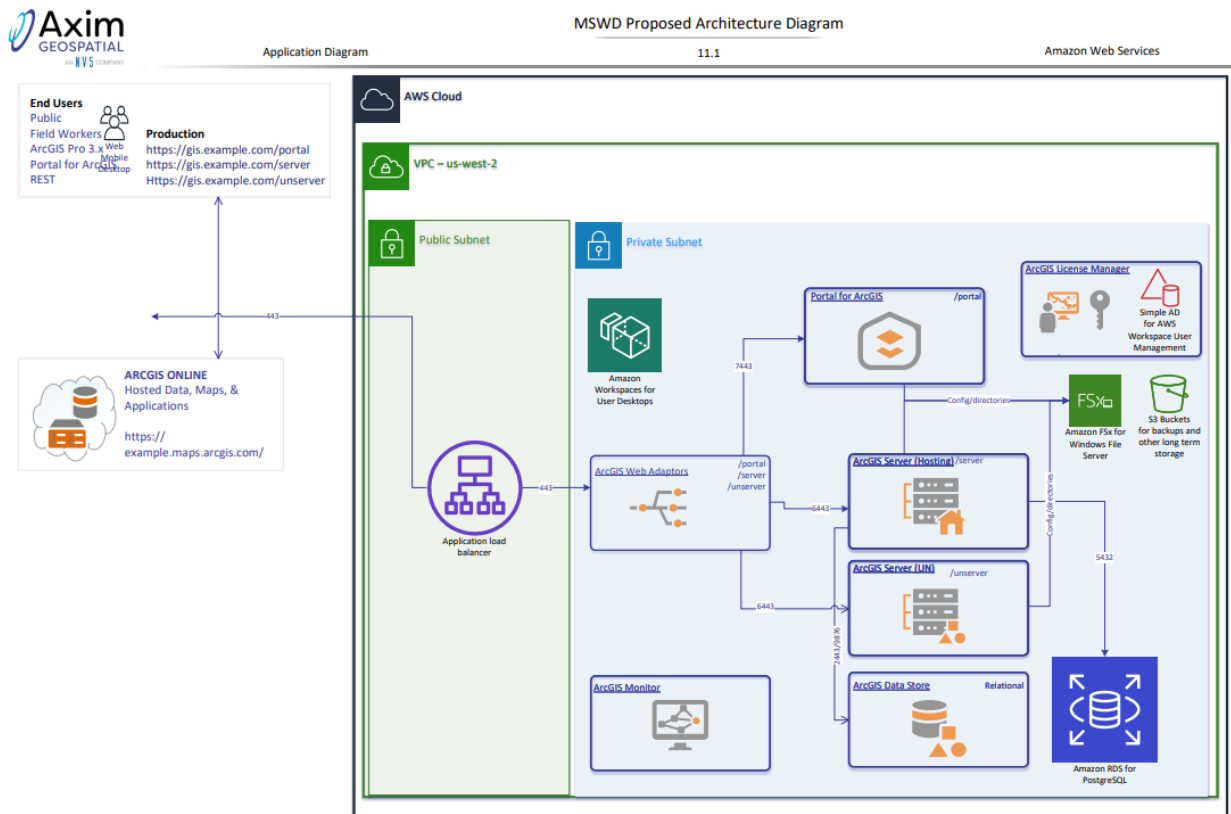 Axim
GEOSPATIAL
AN NV5 COMPANY
MSWD Proposed Architecture Diagram
Application Diagram
11.1
Amazon Web Services
End Users
Public
Field Workers
ArcGIS Pro 3.x
Portal for ArcGIS
REST
Web
Mobile
Desktop
Production
https://gis.example.com/portal
https://gis.example.com/server
Https://gis.example.com/unserver
443
ARCGIS ONLINE
Hosted Data, Maps, &
Applications
https://
example.maps.arcgis.com/
AWS Cloud
VPC – us-west-2
Public Subnet
Application load
balancer
443
Private Subnet
Amazon
Workspaces for
User Desktops
ArcGIS Web Adaptors
/portal
/server
/unserver
7443
6443
6443
Portal for ArcGIS
/portal
Config/directories
ArcGIS License Manager
Simple AD
for AWS
Workspace User
Management
FSx
Amazon FSx for
Windows File
Server
S3 Buckets
for backups and
other long term
storage
ArcGIS Server (Hosting)
/server
Config/directories
5432
ArcGIS Server (UN)
/unserver
2443/9876
ArcGIS Monitor
ArcGIS Data Store
Relational
Amazon RDS for
PostgreSQL